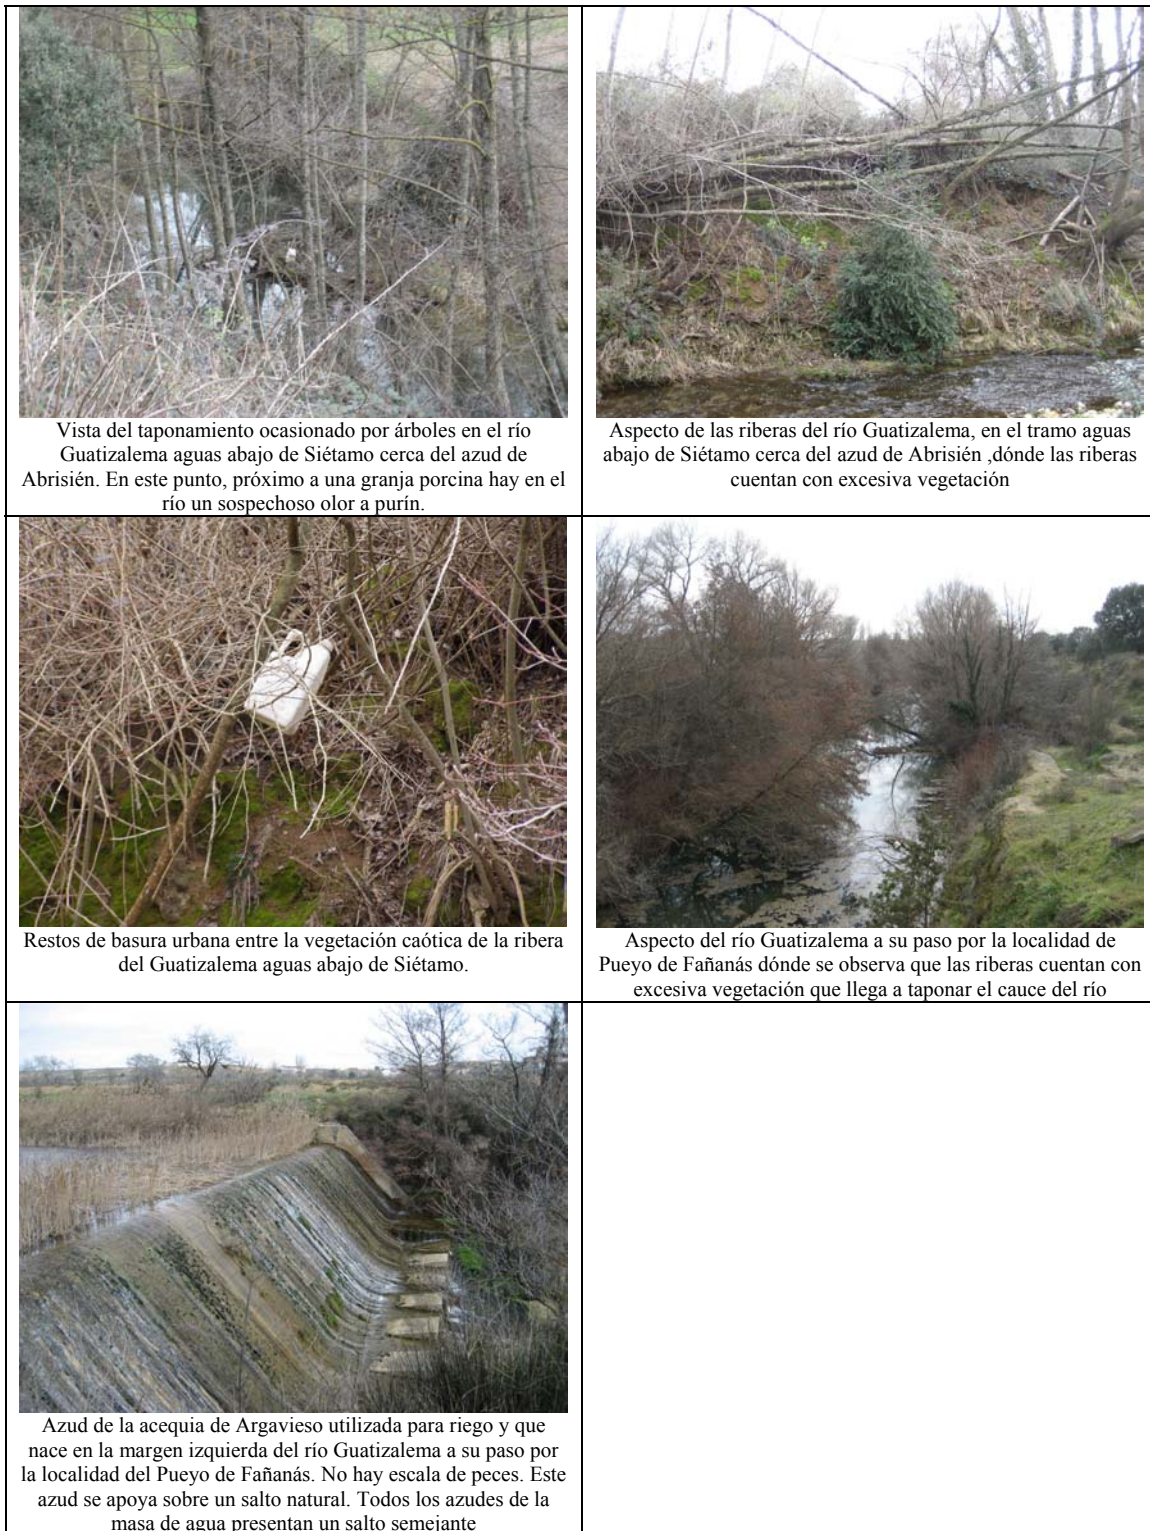 Vista del taponamiento ocasionado por árboles en el río
Guatizalema aguas abajo de Siétamo cerca del azud de
Abrisién. En este punto, próximo a una granja porcina hay en el
río un sospechoso olor a purín.
Aspecto de las riberas del río Guatizalema, en el tramo aguas
abajo de Siétamo cerca del azud de Abrisién ,dónde las riberas
cuentan con excesiva vegetación
Restos de basura urbana entre la vegetación caótica de la ribera
del Guatizalema aguas abajo de Siétamo.
Aspecto del río Guatizalema a su paso por la localidad de
Pueyo de Fañanás dónde se observa que las riberas cuentan con
excesiva vegetación que llega a taponar el cauce del río
Azud de la acequia de Argavieso utilizada para riego y que
nace en la margen izquierda del río Guatizalema a su paso por
la localidad del Pueyo de Fañanás. No hay escala de peces. Este
azud se apoya sobre un salto natural. Todos los azudes de la
masa de agua presentan un salto semejante